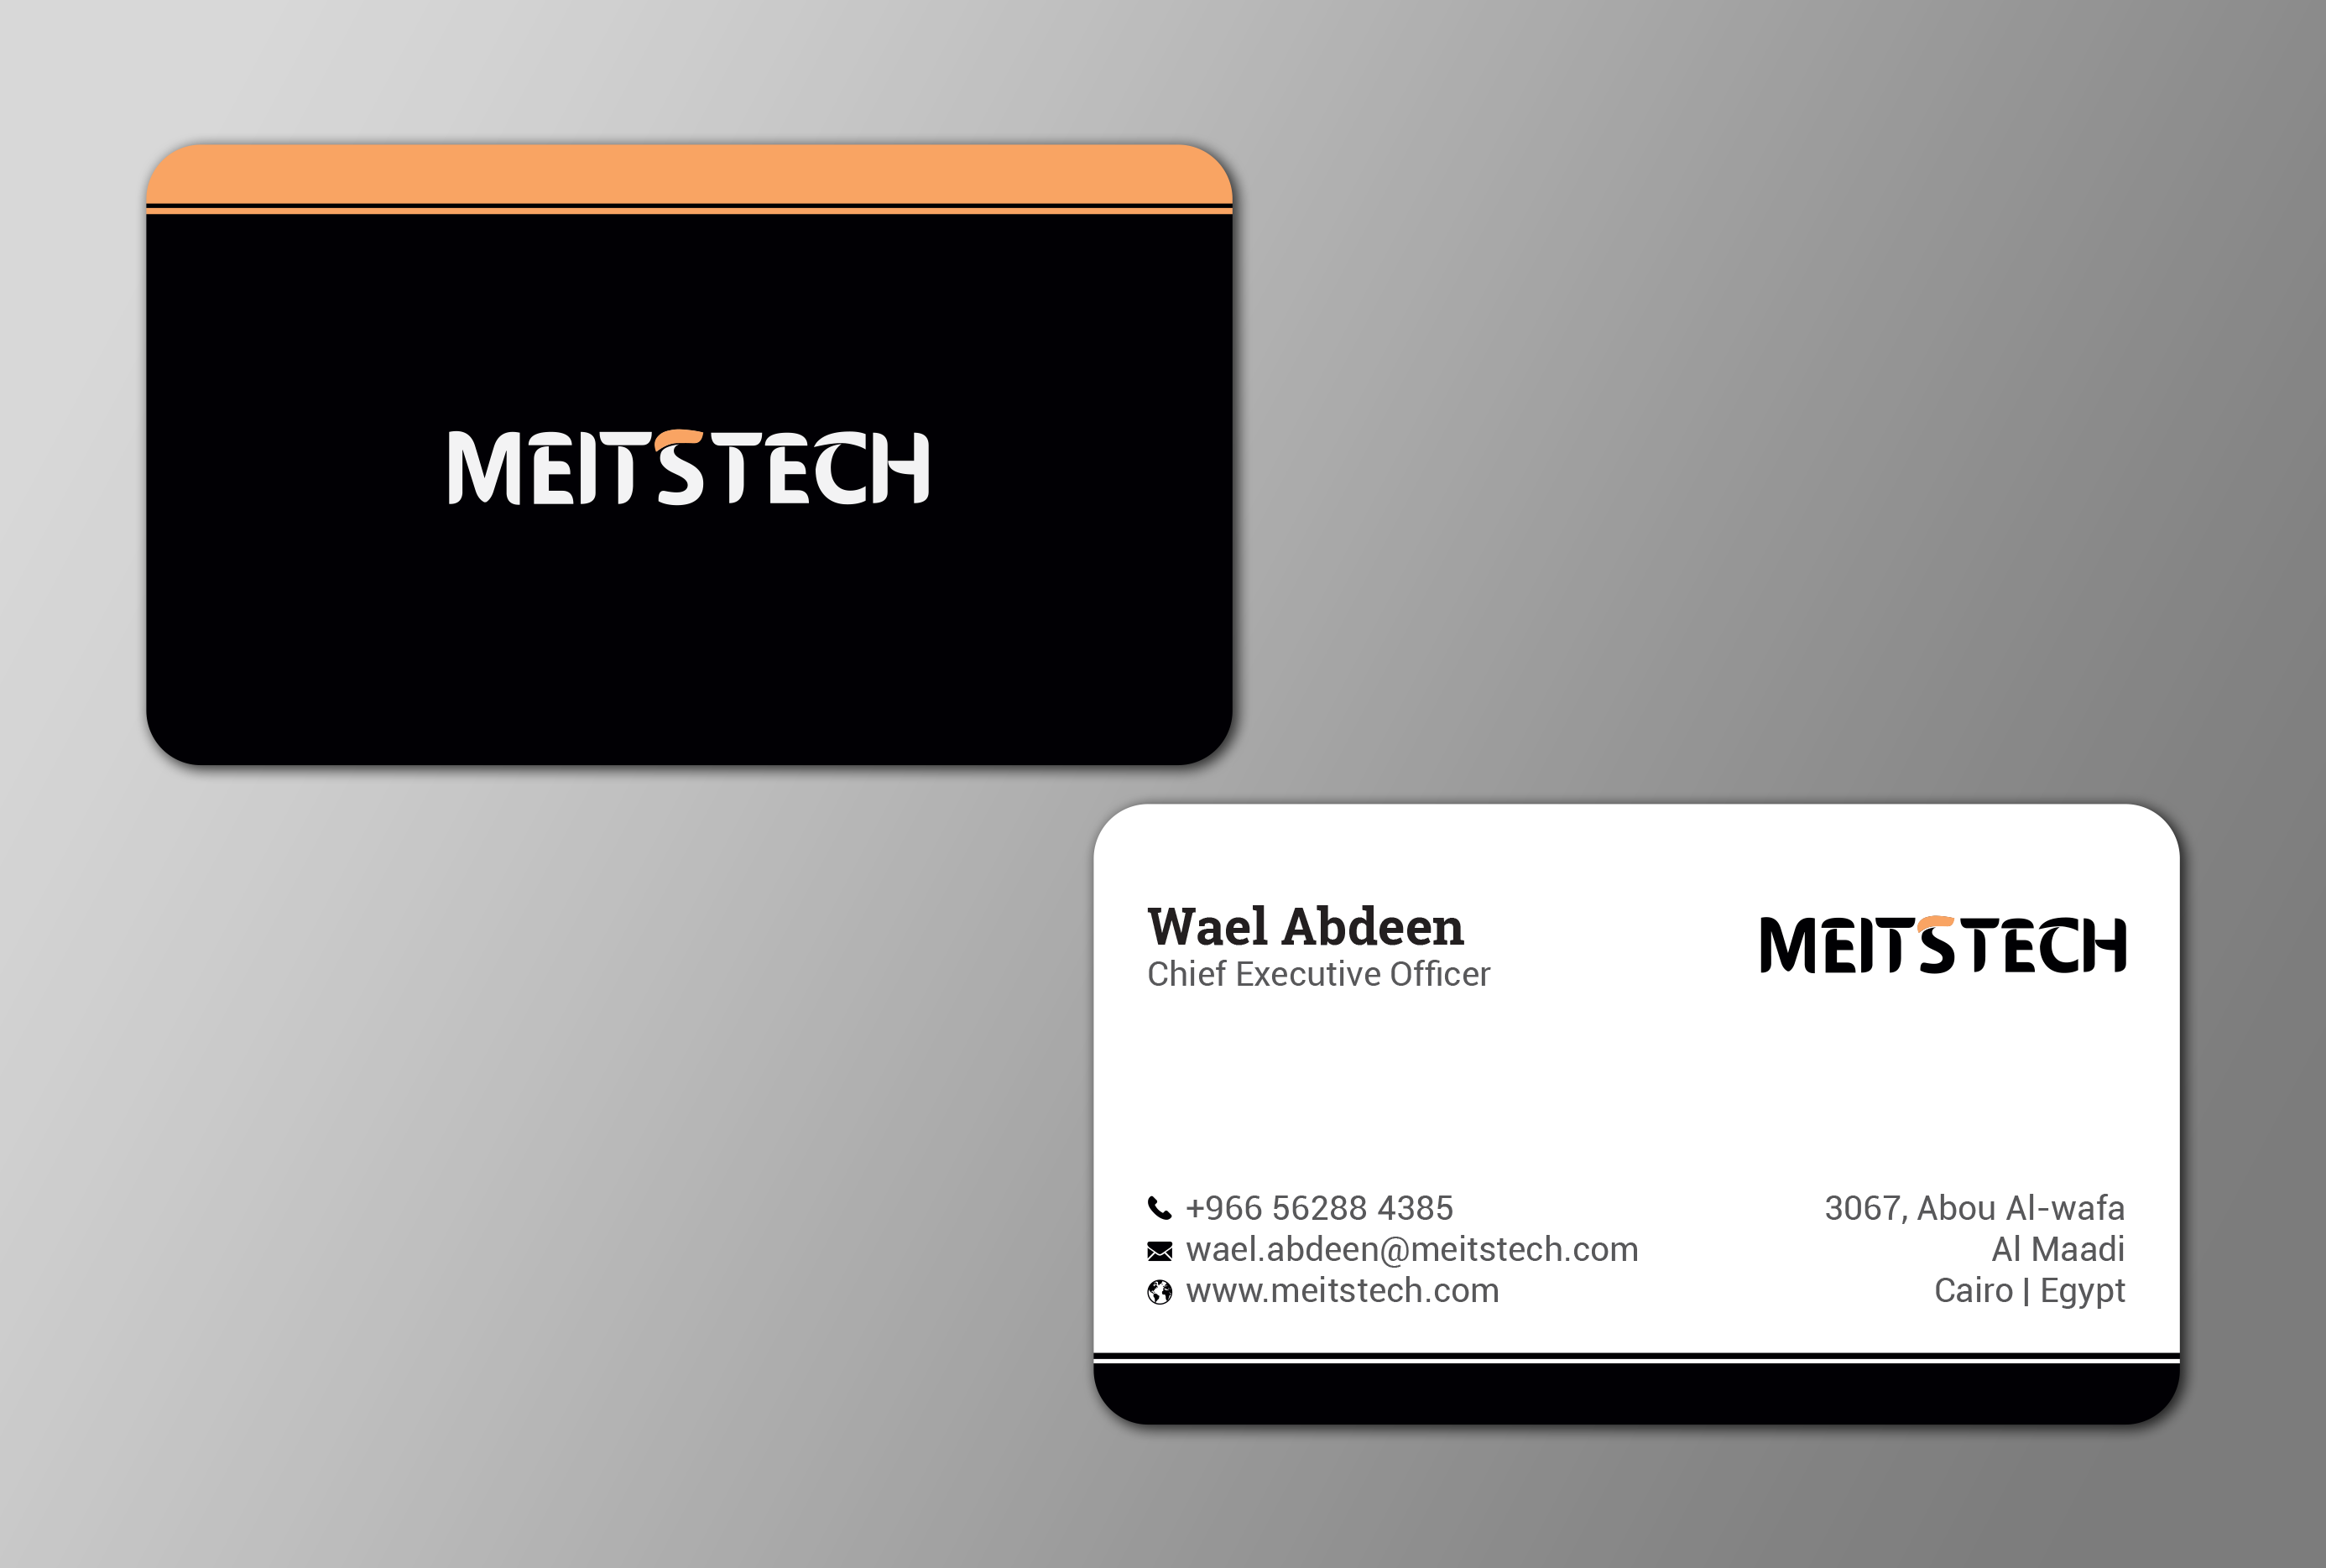 MEITSTECH
Wael Abdeen
Chief Executive Officer
MEITSTECH
+966 56288 4385
wael.abdeen@meitstech.com
www.meitstech.com
3067, Abou Al-wafa
Al Maadi
Cairo | Egypt